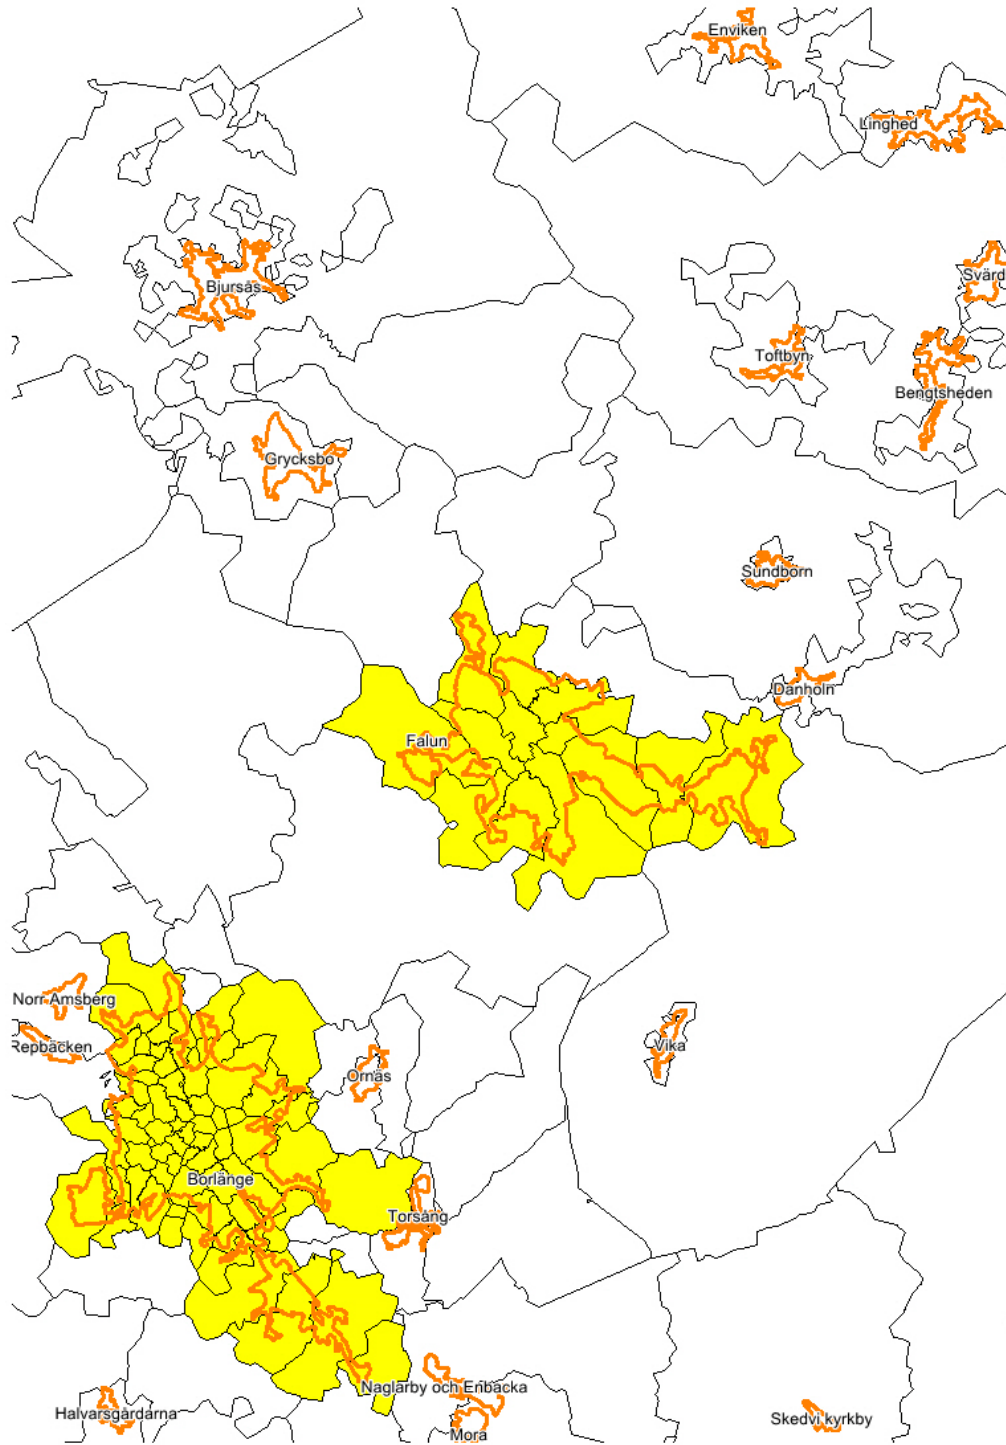 Enviken
Linghed
Svärd
Bjursås
Toftbyn
Bengtsheden
Grycksbo
Sundborn
Danholn
Falun
Norr Amsberg
Repbäcken
Vika
Ornäs
Borlänge
Torsång
Naglarby och Enbacka
Halvarsgårdarna
Skedvi kyrkby
Mora